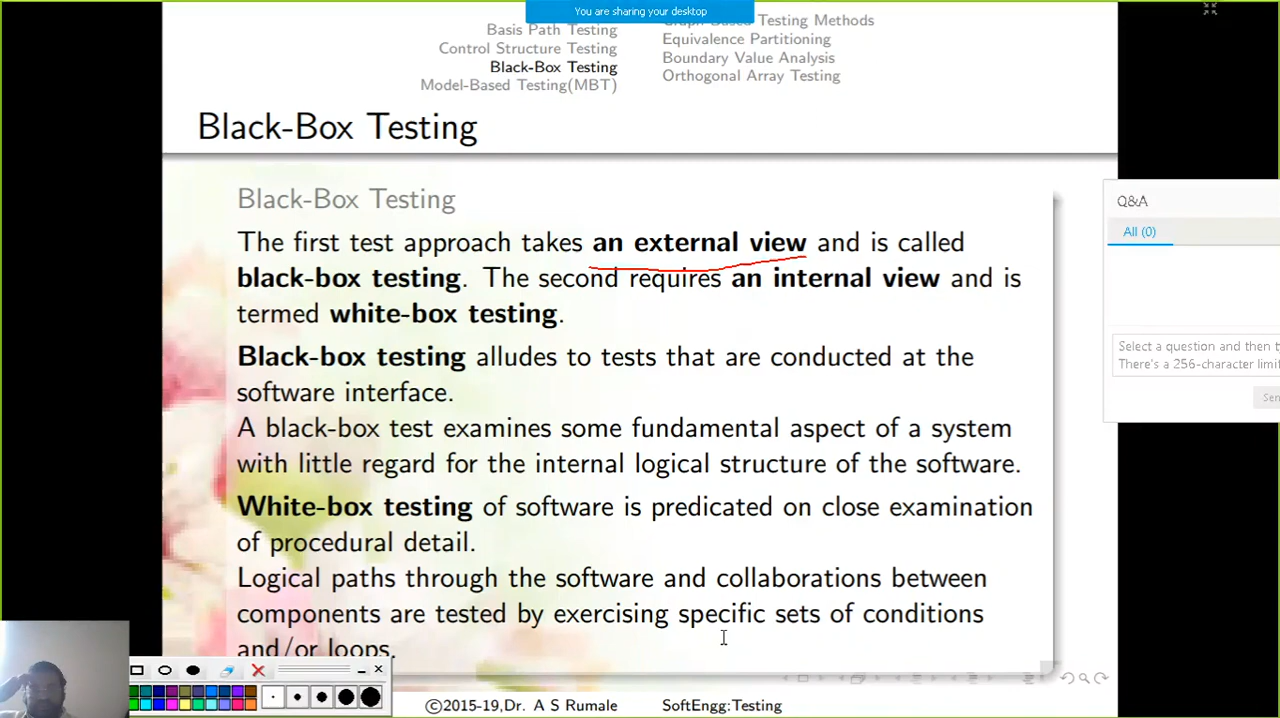 You are sharing your desktop
Basis Path Testing
Control Structure Testing
Black-Box Testing
Model-Based Testing(MBT)
Graph-Based Testing Methods
Equivalence Partitioning
Boundary Value Analysis
Orthogonal Array Testing
Black-Box Testing
Black-Box Testing
The first test approach takes an external view and is called
black-box testing. The second requires an internal view and is
termed white-box testing.
Black-box testing alludes to tests that are conducted at the
software interface.
A black-box test examines some fundamental aspect of a system
with little regard for the internal logical structure of the software.
White-box testing of software is predicated on close examination
of procedural detail.
Logical paths through the software and collaborations between
components are tested by exercising specific sets of conditions
and/or loops.
©2015-19,Dr. A S Rumale
SoftEngg:Testing
Q&A
All (0)
Select a question and then
There's a 256-character